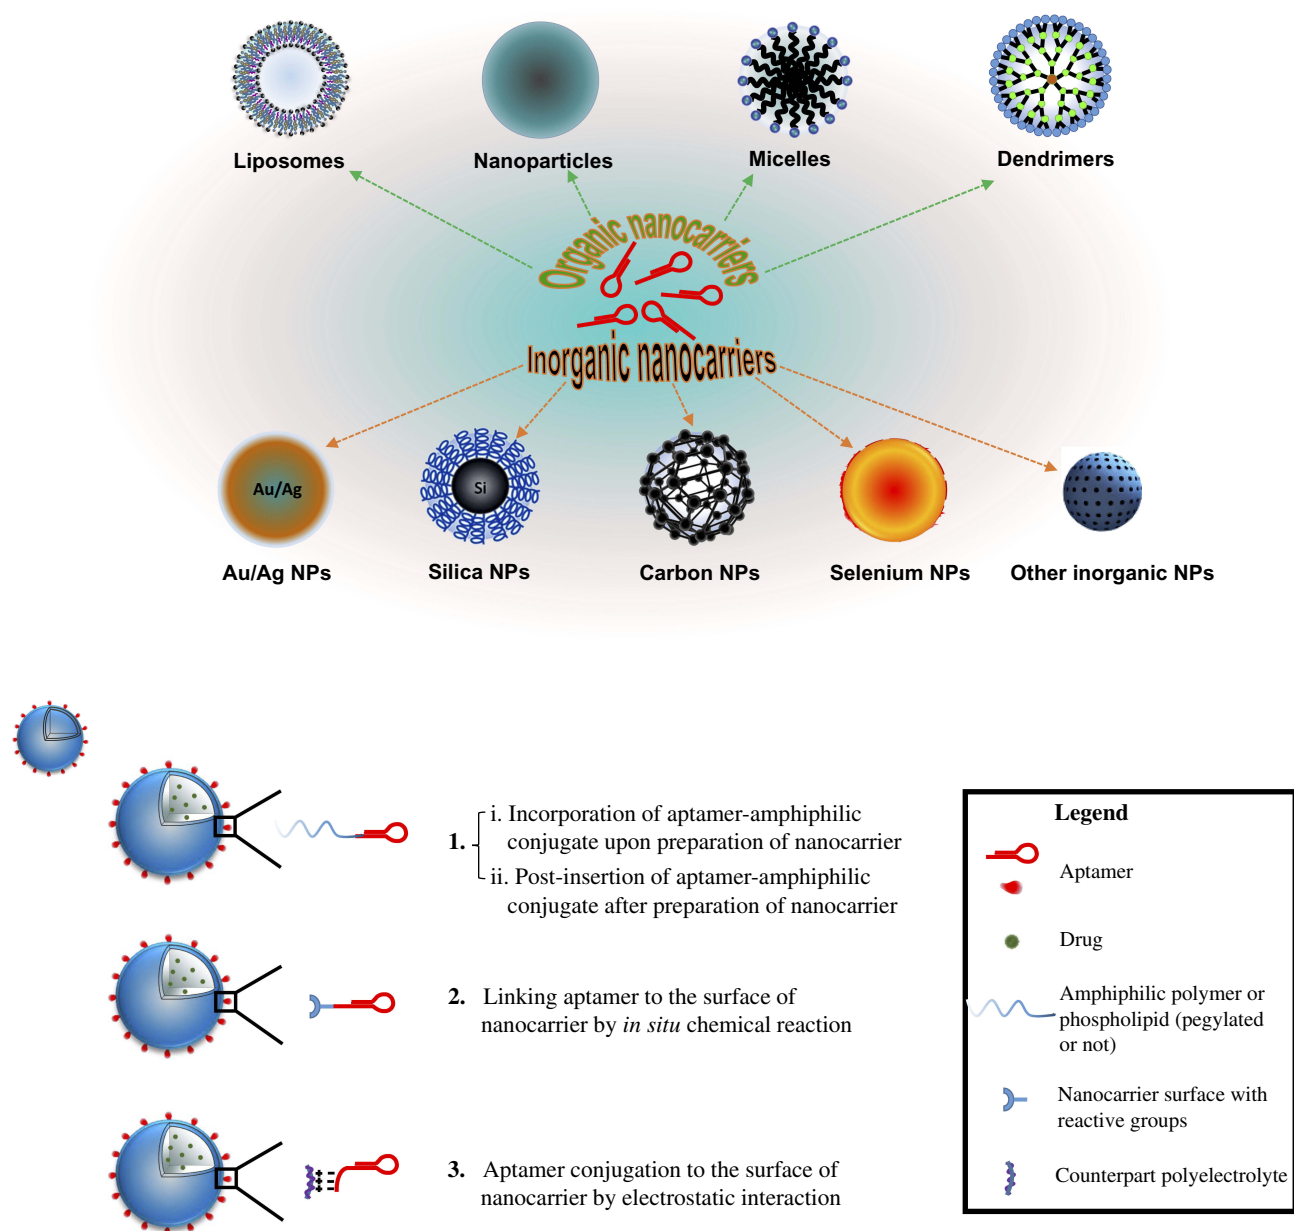 Liposomes
Nanoparticles
Micelles
Dendrimers
Organic nanocarriers
Inorganic nanocarriers
Au/Ag
Si
Au/Ag NPs
Silica NPs
Carbon NPs
Selenium NPs
Other inorganic NPs
1. i. Incorporation of aptamer-amphiphilic
conjugate upon preparation of nanocarrier
ii. Post-insertion of aptamer-amphiphilic
conjugate after preparation of nanocarrier
2. Linking aptamer to the surface of
nanocarrier by in situ chemical reaction
3. Aptamer conjugation to the surface of
nanocarrier by electrostatic interaction
Legend
Aptamer
Drug
Amphiphilic polymer or
phospholipid (pegylated
or not)
Nanocarrier surface with
reactive groups
Counterpart polyelectrolyte